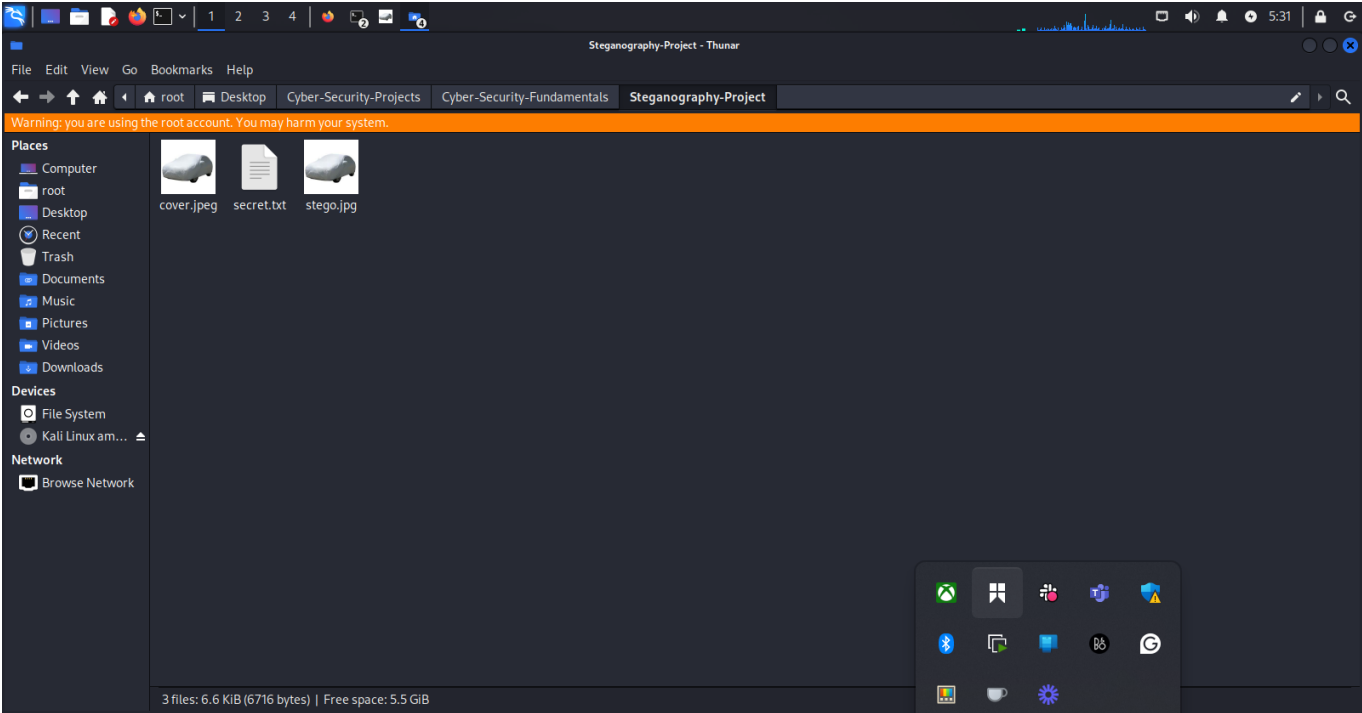 1 2 3 4 2 4 5:31
Steganography-Project - Thunar
File Edit View Go Bookmarks Help
root Desktop Cyber-Security-Projects Cyber-Security-Fundamentals Steganography-Project
Warning: you are using the root account. You may harm your system.
Places
Computer
root
Desktop
Recent
Trash
Documents
Music
Pictures
Videos
Downloads
Devices
File System
Kali Linux am...
Network
Browse Network
cover.jpeg secret.txt stego.jpg
3 files: 6.6 KiB (6716 bytes) | Free space: 5.5 GiB